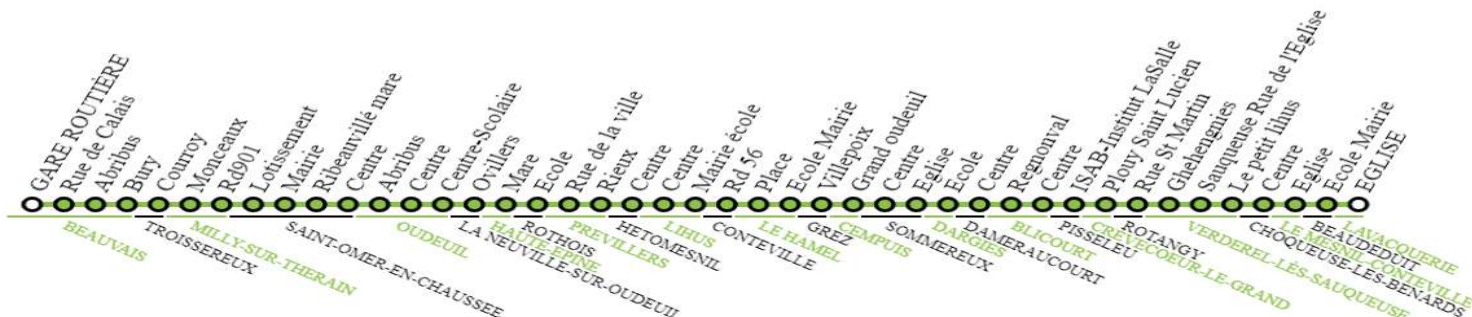 GARE ROUTIÈRE
Rue de Calais
Abribus
Bury
Courroy
Monceaux
Rd901
Lotissement
Mairie
Ribeauvillé mare
Centre
Abribus
Centre
Centre-Scolaire
Ovillers
Mare
Ecole
Rue de la ville
Rieux
Centre
Centre
Mairie école
Rd 56
Place
Ecole Mairie
Villepoix
Grand oudeuil
Centre
Eglise
Ecole
Centre
Regnonval
Centre
ISAB-Institut LaSalle
Plouy Saint Lucien
Rue St Martin
Guehengnies
Sauqueuse Rue de l'Eglise
Le petit lihus
Centre
Eglise
Ecole Mairie
EGLISE
BEAUVAIS
TROISSEREUX
MILLY-SUR-THERAIN
SAINT-OMER-EN-CHAUSSEE
OUDEUIL
LA NEUVILLE-SUR-OUDEUIL
HAUTE-EPINE
ROTHOIS
PREVILLERS
HETOMESNIL
LIHUS
CONTEVILLE
LE HAMEL
GREZ
CEMPUIS
SOMMEREUX
DARGIES
DAMERAUCOURT
BLICOURT
PISSELEU
CREVECOEUR-LE-GRAND
ROTANGY
VERDEREL-LES-SAUQUEUSE
CHOQUEUSE-LES-BENARDS
LE MESNIL-CONTEVILLE
BEAUDEDUIT
LAVACQUERIE